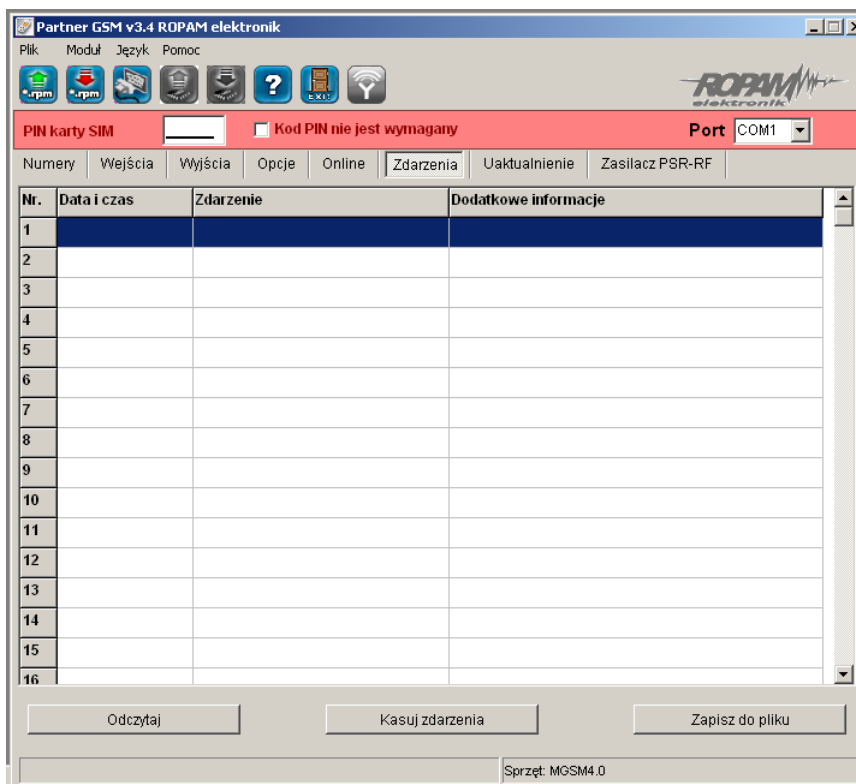 Partner GSM v3.4 ROPAM elektronik
Plik Moduł Język Pomoc
*.rpm *.rpm ? EXIT ROPAM
elektronik
PIN karty SIM Kod PIN nie jest wymagany Port COM1
Numery Wejścia Wyjścia Opcje Online Zdarzenia Uaktualnienie Zasilacz PSR-RF
Nr. Data i czas Zdarzenie Dodatkowe informacje
1
2
3
4
5
6
7
8
9
10
11
12
13
14
15
16
Odczytaj Kasuj zdarzenia Zapisz do pliku
Sprzęt: MGSM4.0